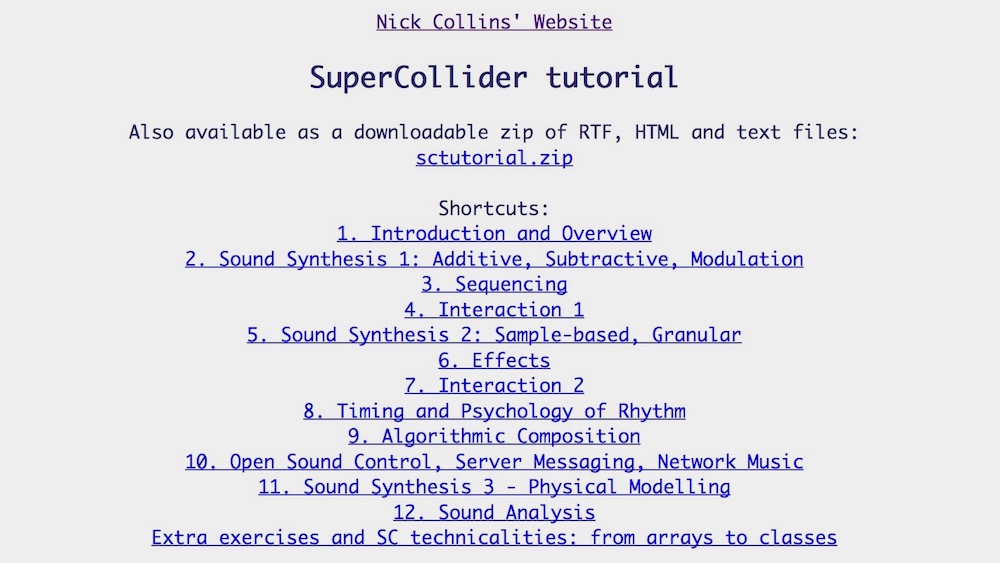 Nick Collins' Website
SuperCollider tutorial
Also available as a downloadable zip of RTF, HTML and text files:
sctutorial.zip
Shortcuts:
1. Introduction and Overview
2. Sound Synthesis 1: Additive, Subtractive, Modulation
3. Sequencing
4. Interaction 1
5. Sound Synthesis 2: Sample-based, Granular
6. Effects
7. Interaction 2
8. Timing and Psychology of Rhythm
9. Algorithmic Composition
10. Open Sound Control, Server Messaging, Network Music
11. Sound Synthesis 3 - Physical Modelling
12. Sound Analysis
Extra exercises and SC technicalities: from arrays to classes